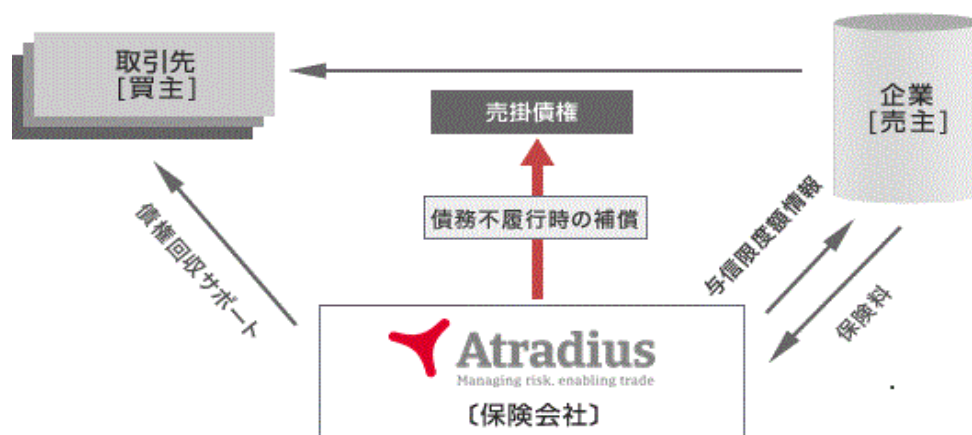 取引先
[買主]
企業
[売主]
売掛債権
債務不履行時の補償
債権回収サポート
与信限度額情報
保険料
Atradius
Managing risk. enabling trade
〔保険会社〕